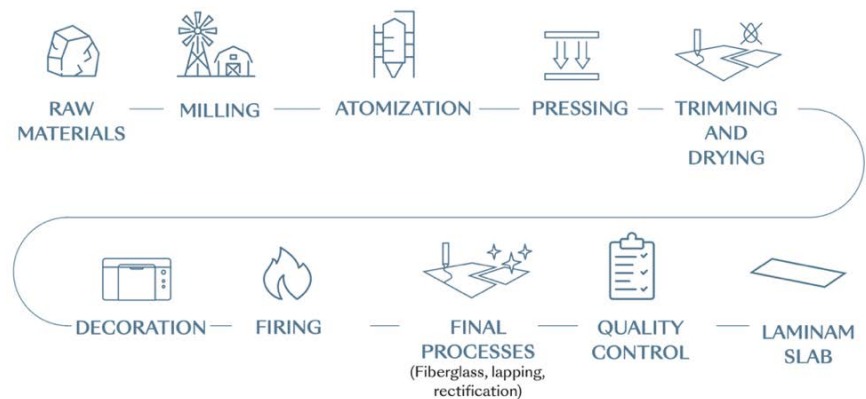 RAW
MATERIALS
MILLING
ATOMIZATION
PRESSING
TRIMMING
AND
DRYING
DECORATION
FIRING
FINAL
PROCESSES
(Fiberglass, lapping,
rectification)
QUALITY
CONTROL
LAMINAM
SLAB